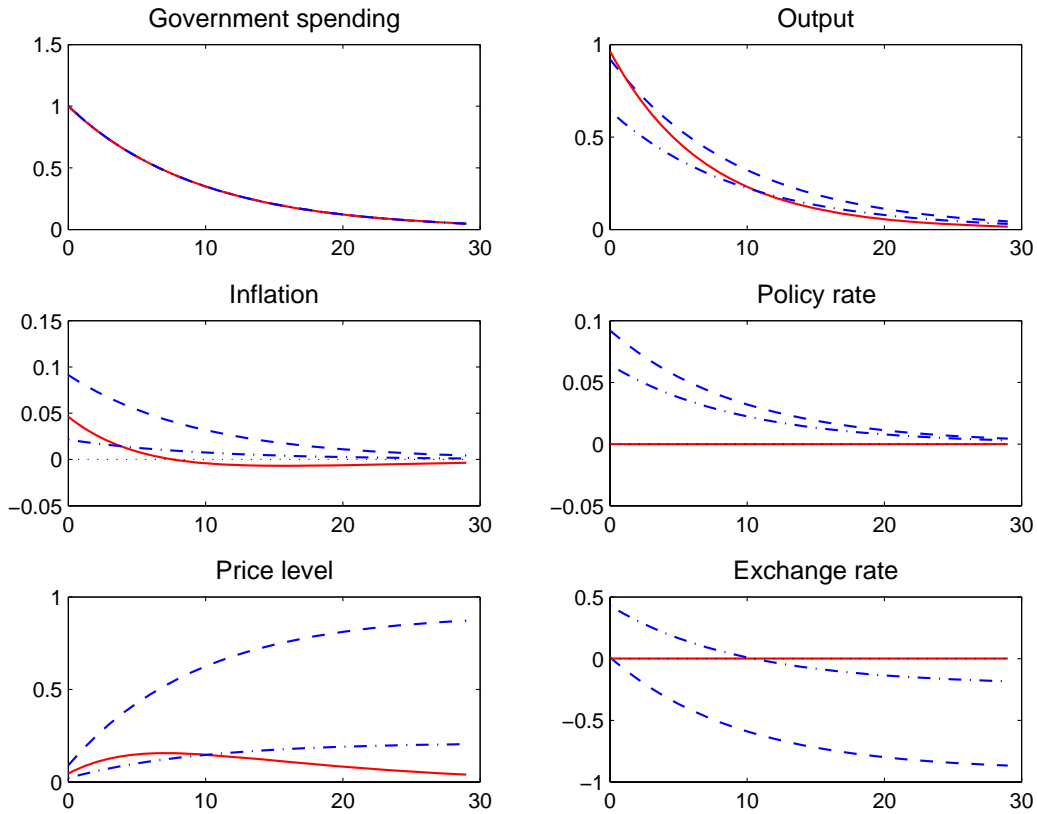 Government spending
1.5
1
0.5
0
0 10 20 30
Output
1
0.5
0
0 10 20 30
Inflation
0.15
0.1
0.05
0
−0.05
0 10 20 30
Policy rate
0.1
0.05
0
−0.05
0 10 20 30
Price level
1
0.5
0
0 10 20 30
Exchange rate
0.5
0
−0.5
−1
0 10 20 30